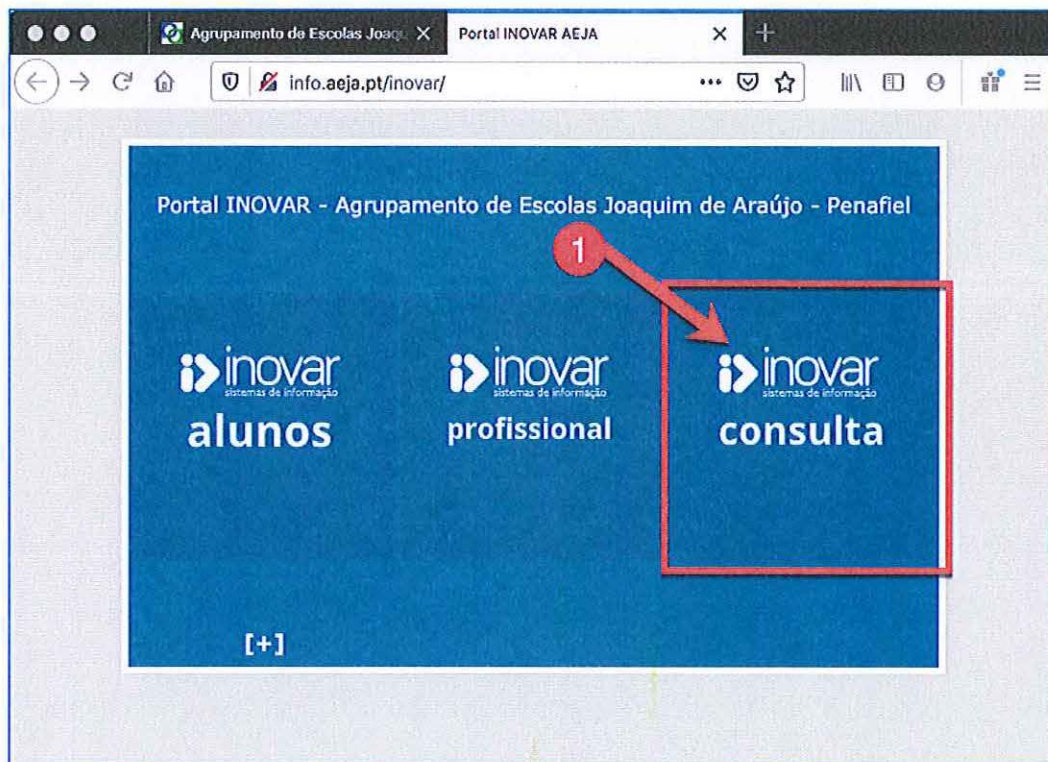 Agrupamento de Escolas Joaq
Portal INOVAR AEJA
info.aeja.pt/inovar/
Portal INOVAR - Agrupamento de Escolas Joaquim de Araújo - Penafiel
1
inovar
sistemas de informação
alunos
inovar
sistemas de informação
profissional
inovar
sistemas de informação
consulta
[+]